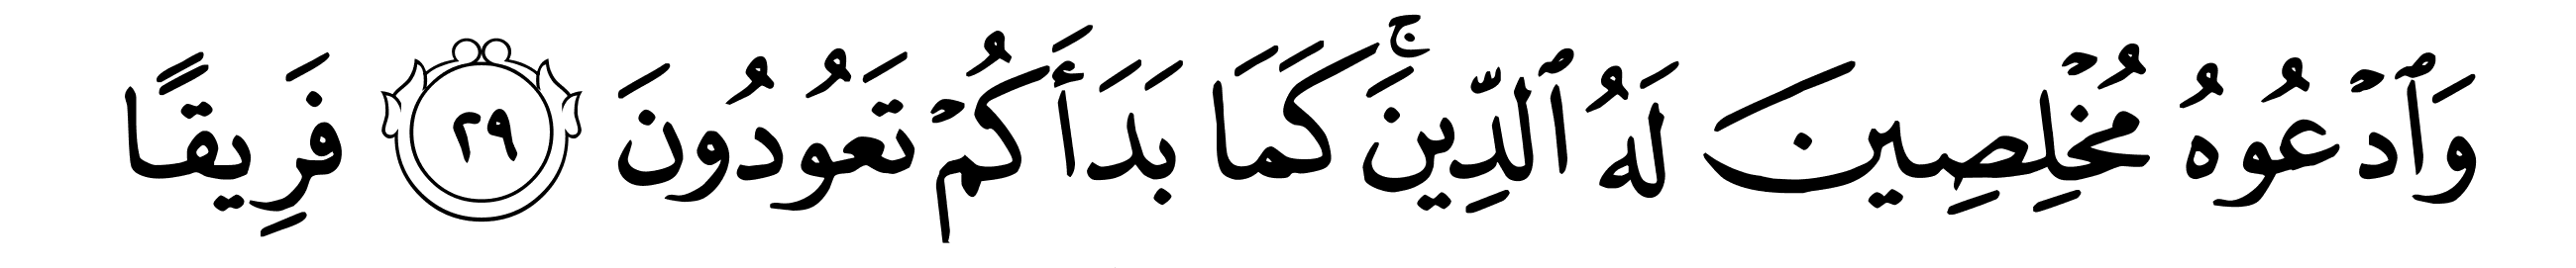 وَٱدۡعُوهُ مُخۡلِصِينَ لَهُ ٱلدِّينَۚ كَمَا بَدَأَكُمۡ تَعُودُونَ ٢٩ فَرِيقًا